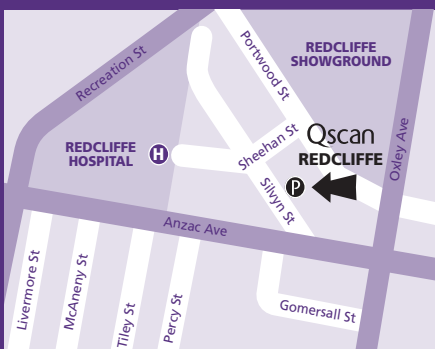 Recreation St
Portwood St
REDCLIFFE
SHOWGROUND
REDCLIFFE
HOSPITAL
H
Sheehan St
Qscan
REDCLIFFE
P
Oxley Ave
Silvyn St
Anzac Ave
Livermore St
McAneny St
Tiley St
Percy St
Gomersall St